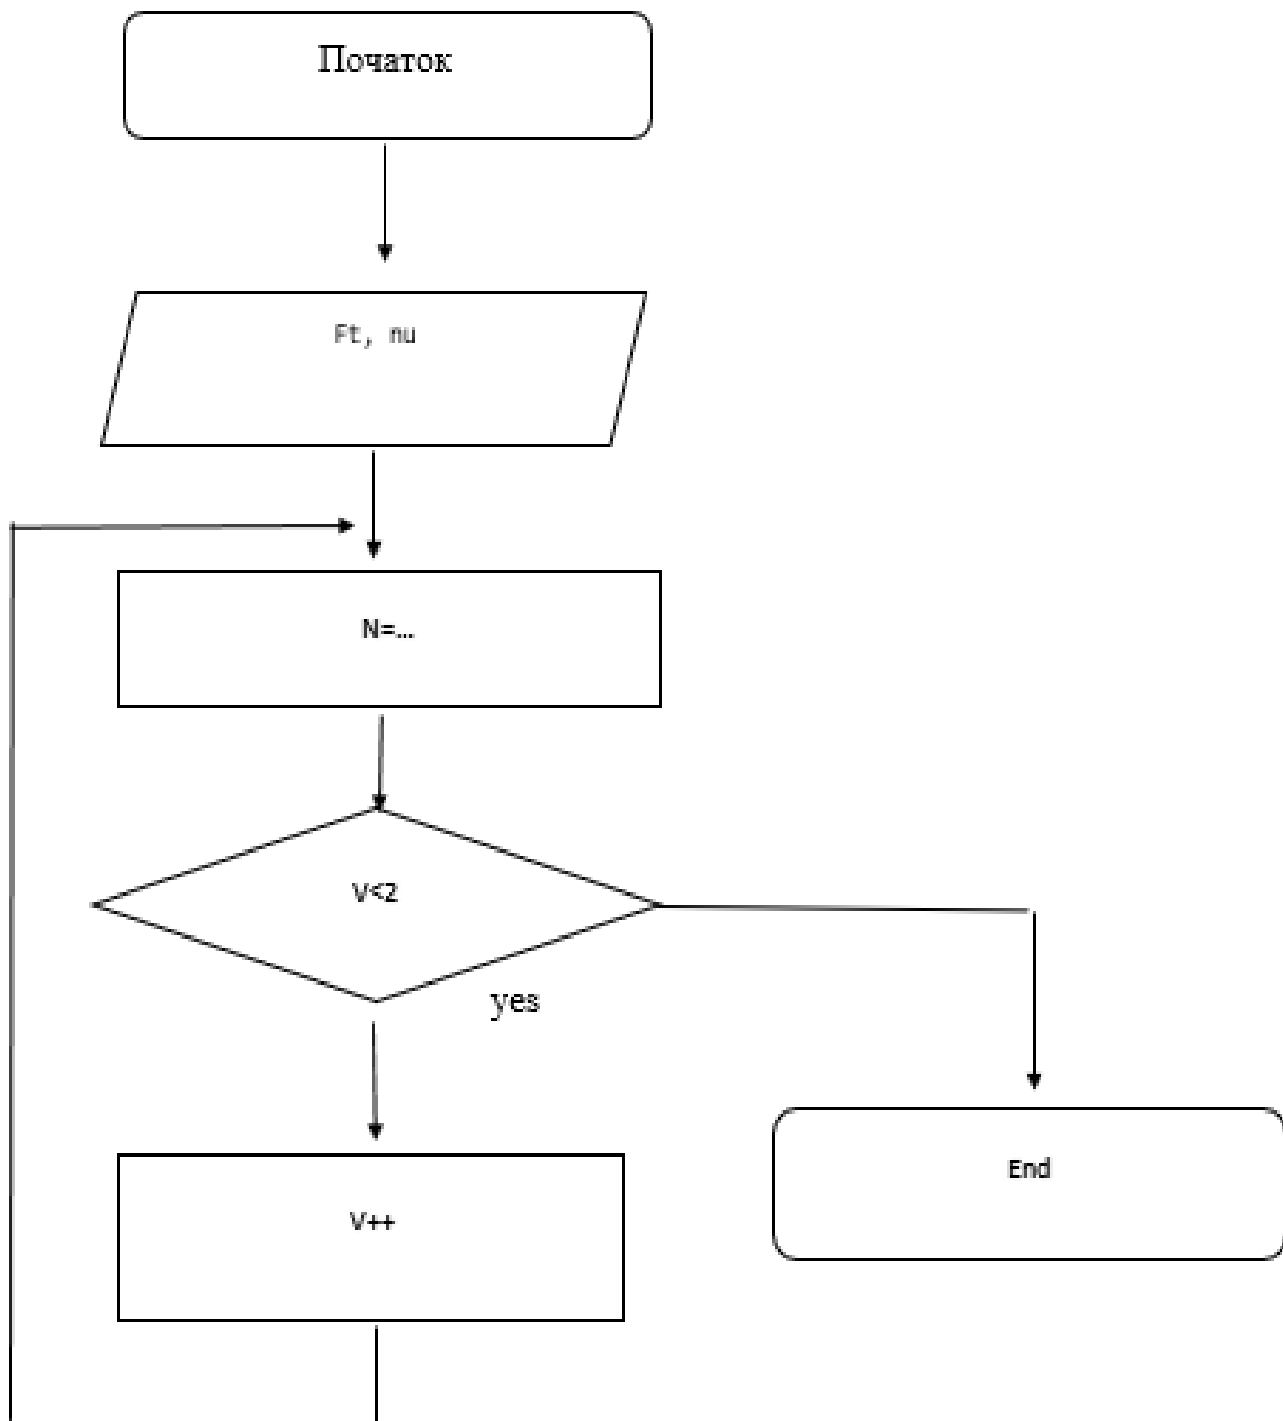 Початок
Ft, nu
N=…
V<2
yes
V++
End